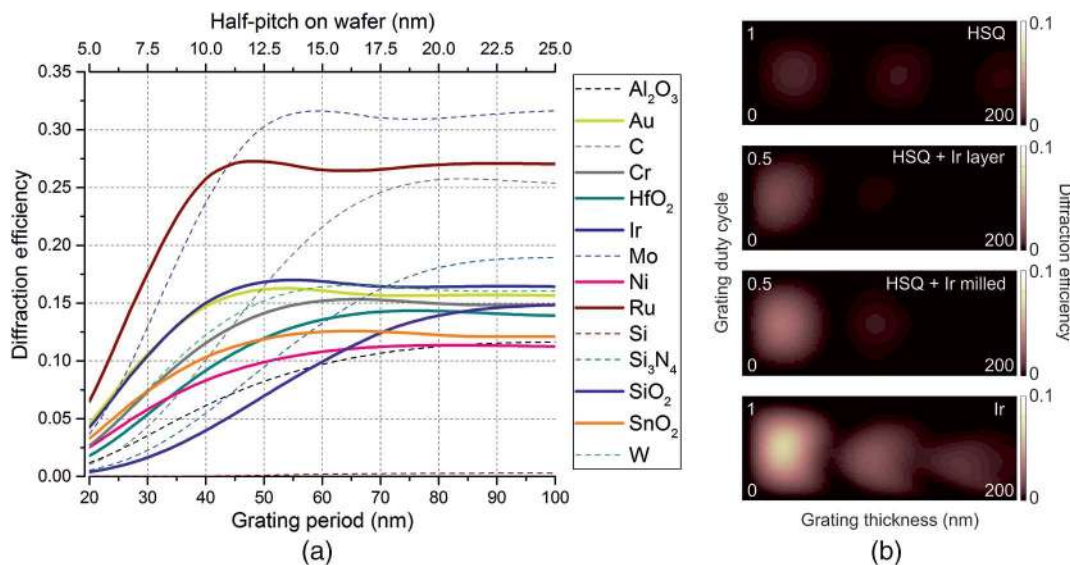 Half-pitch on wafer (nm)
5.0 7.5 10.0 12.5 15.0 17.5 20.0 22.5 25.0
0.35
0.30
0.25
0.20
0.15
0.10
0.05
0.00
Diffraction efficiency
20 30 40 50 60 70 80 90 100
Grating period (nm)
(a)
Al₂O₃
Au
C
Cr
HfO₂
Ir
Mo
Ni
Ru
Si
Si₃N₄
SiO₂
SnO₂
W
Grating duty cycle
1 HSQ 0.1
0 200 0
0.5 HSQ + Ir layer 0.1
0 200 0
0.5 HSQ + Ir milled 0.1
0 200 0
1 Ir 0.1
0 200 0
Diffraction efficiency
Grating thickness (nm)
(b)